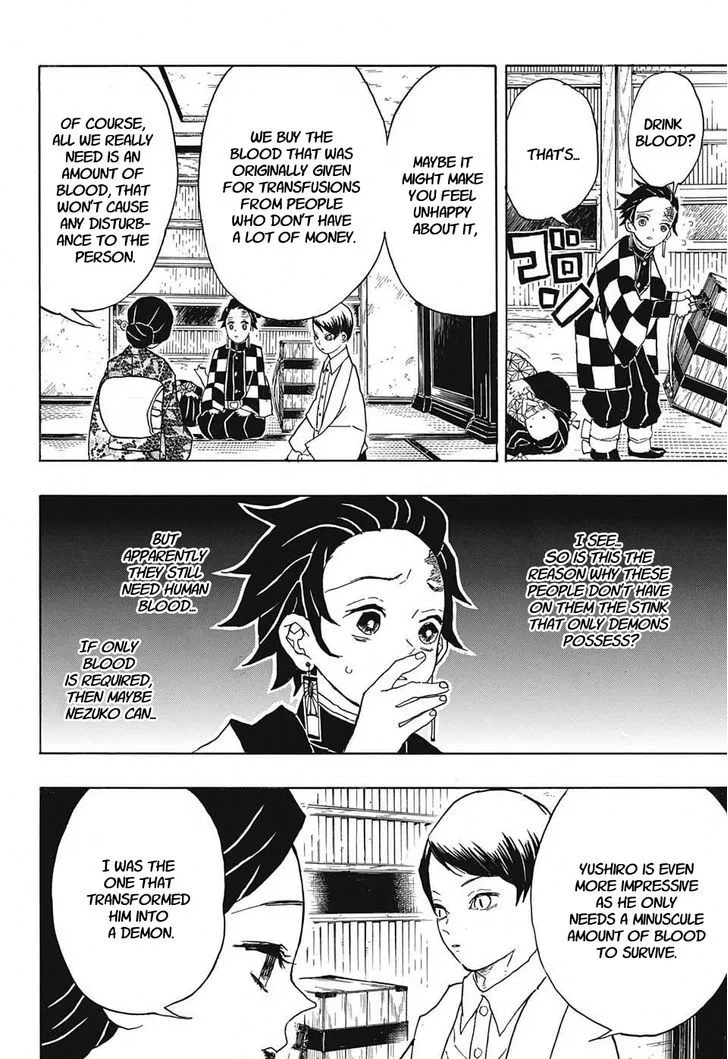 DRINK
BLOOD?
THAT'S...
ゴロン
MAYBE IT
MIGHT MAKE
YOU FEEL
UNHAPPY
ABOUT IT,
WE BUY THE
BLOOD THAT WAS
ORIGINALLY GIVEN
FOR TRANSFUSIONS
FROM PEOPLE
WHO DON'T HAVE
A LOT OF MONEY.
OF COURSE,
ALL WE REALLY
NEED IS AN
AMOUNT OF
BLOOD, THAT
WON'T CAUSE
ANY DISTURB-
ANCE TO THE
PERSON.
I SEE...
SO IS THIS THE
REASON WHY THESE
PEOPLE DON'T HAVE
ON THEM THE STINK
THAT ONLY DEMONS
POSSESS?
BUT
APPARENTLY
THEY STILL
NEED HUMAN
BLOOD...
IF ONLY
BLOOD
IS REQUIRED,
THEN MAYBE
NEZUKO CAN...
YUSHIRO IS EVEN
MORE IMPRESSIVE
AS HE ONLY
NEEDS A MINUSCULE
AMOUNT OF BLOOD
TO SURVIVE.
I WAS THE
ONE THAT
TRANSFORMED
HIM INTO
A DEMON.